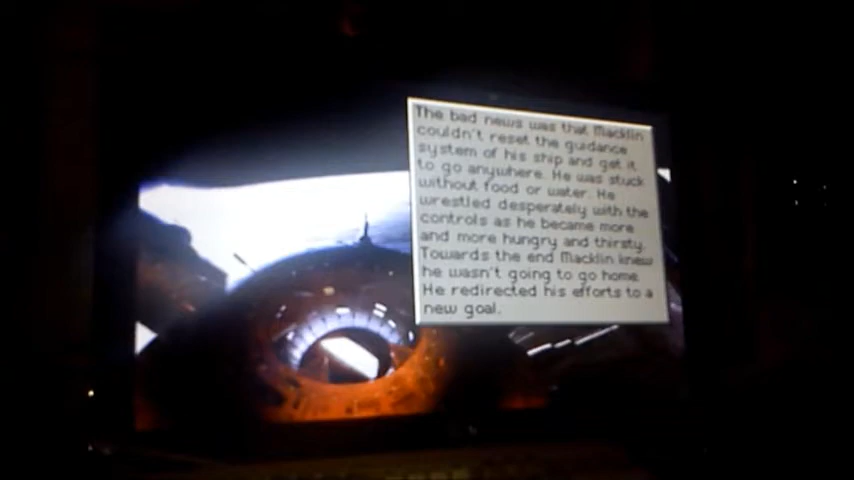 The bad news was that Macklin
couldn't reset the guidance
system of his ship and get it
to go anywhere. He was stuck
without food or water. He
wrestled desperately with the
controls as he became more
and more hungry and thirsty.
Towards the end Macklin knew
he wasn't going to go home.
He redirected his efforts to a
new goal.